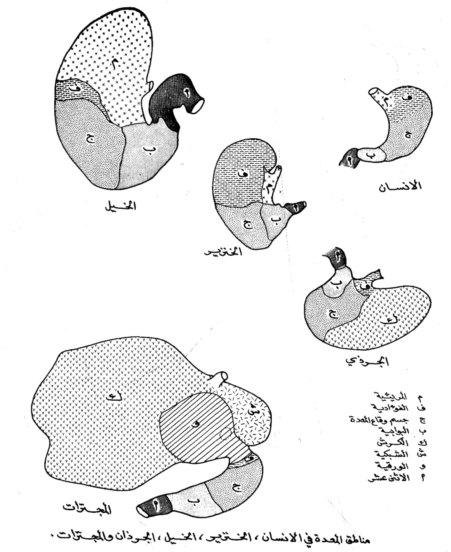 م
ف
ج
ب
أ
الخيل
ف
م
ج
الانسان
ب
أ
ف
م
ج
ب
أ
الخنزير
أ
ب
ف
ج
ك
الجرذي
ك
ش
و
ف
ج
ب
م
المجترات
م المريئية
ف الفؤادية
ج جسم وقاع المعدة
ب البوابية
ك الكرش
ش الشبكية
و الورقية
أ الاثنى عشر
مناطق المعدة في الانسان ، الخنزير ، الخيل ، الجرذان والمجترات .